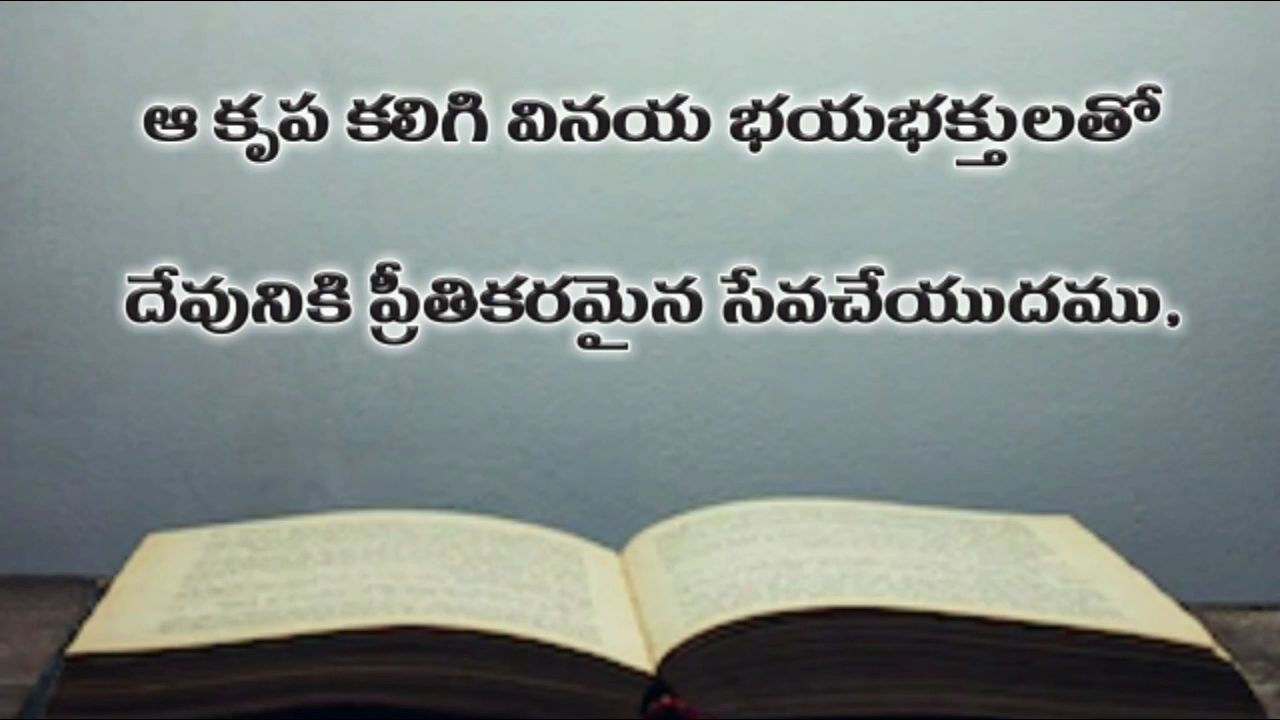 ఆ కృప కలిగి వినయ భయభక్తులతో
దేవునికి ప్రీతికరమైన సేవచేయుదము.